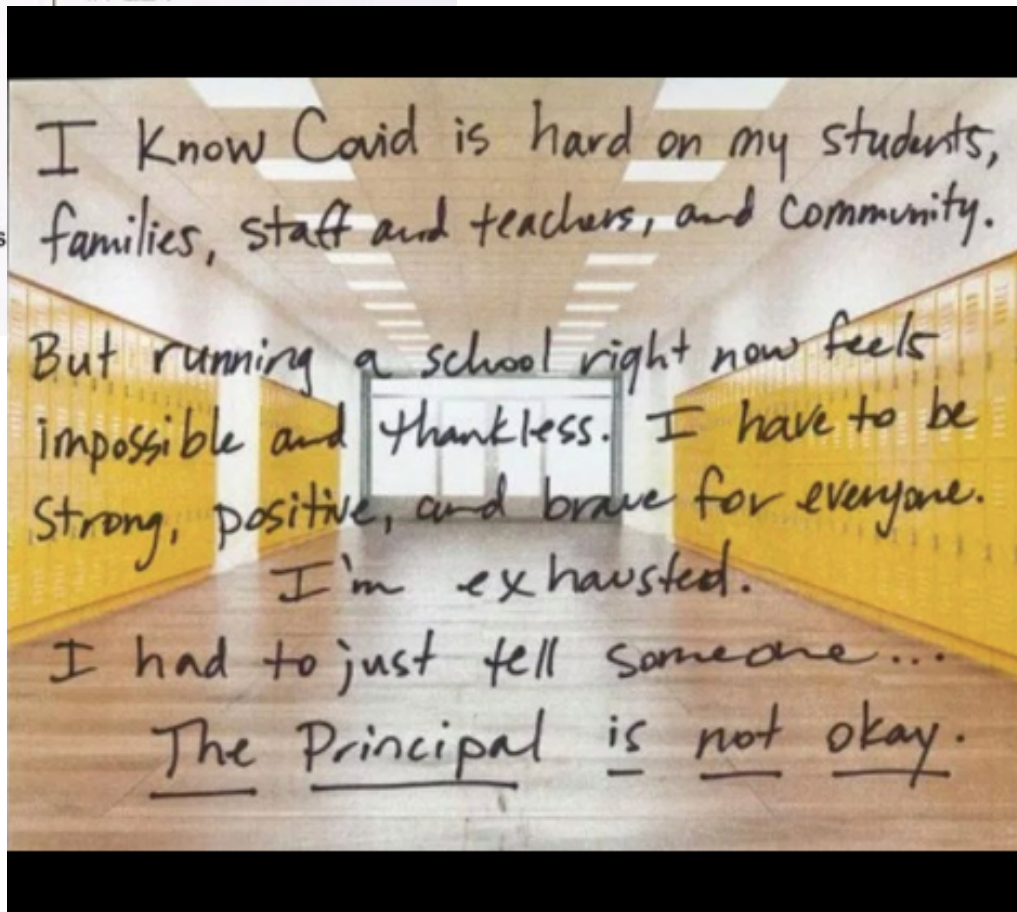 I know Covid is hard on my students,
families, staff and teachers, and community.
But running a school right now feels
impossible and thankless. I have to be
strong, positive, and brave for everyone.
I'm exhausted.
I had to just tell someone...
The Principal is not okay.